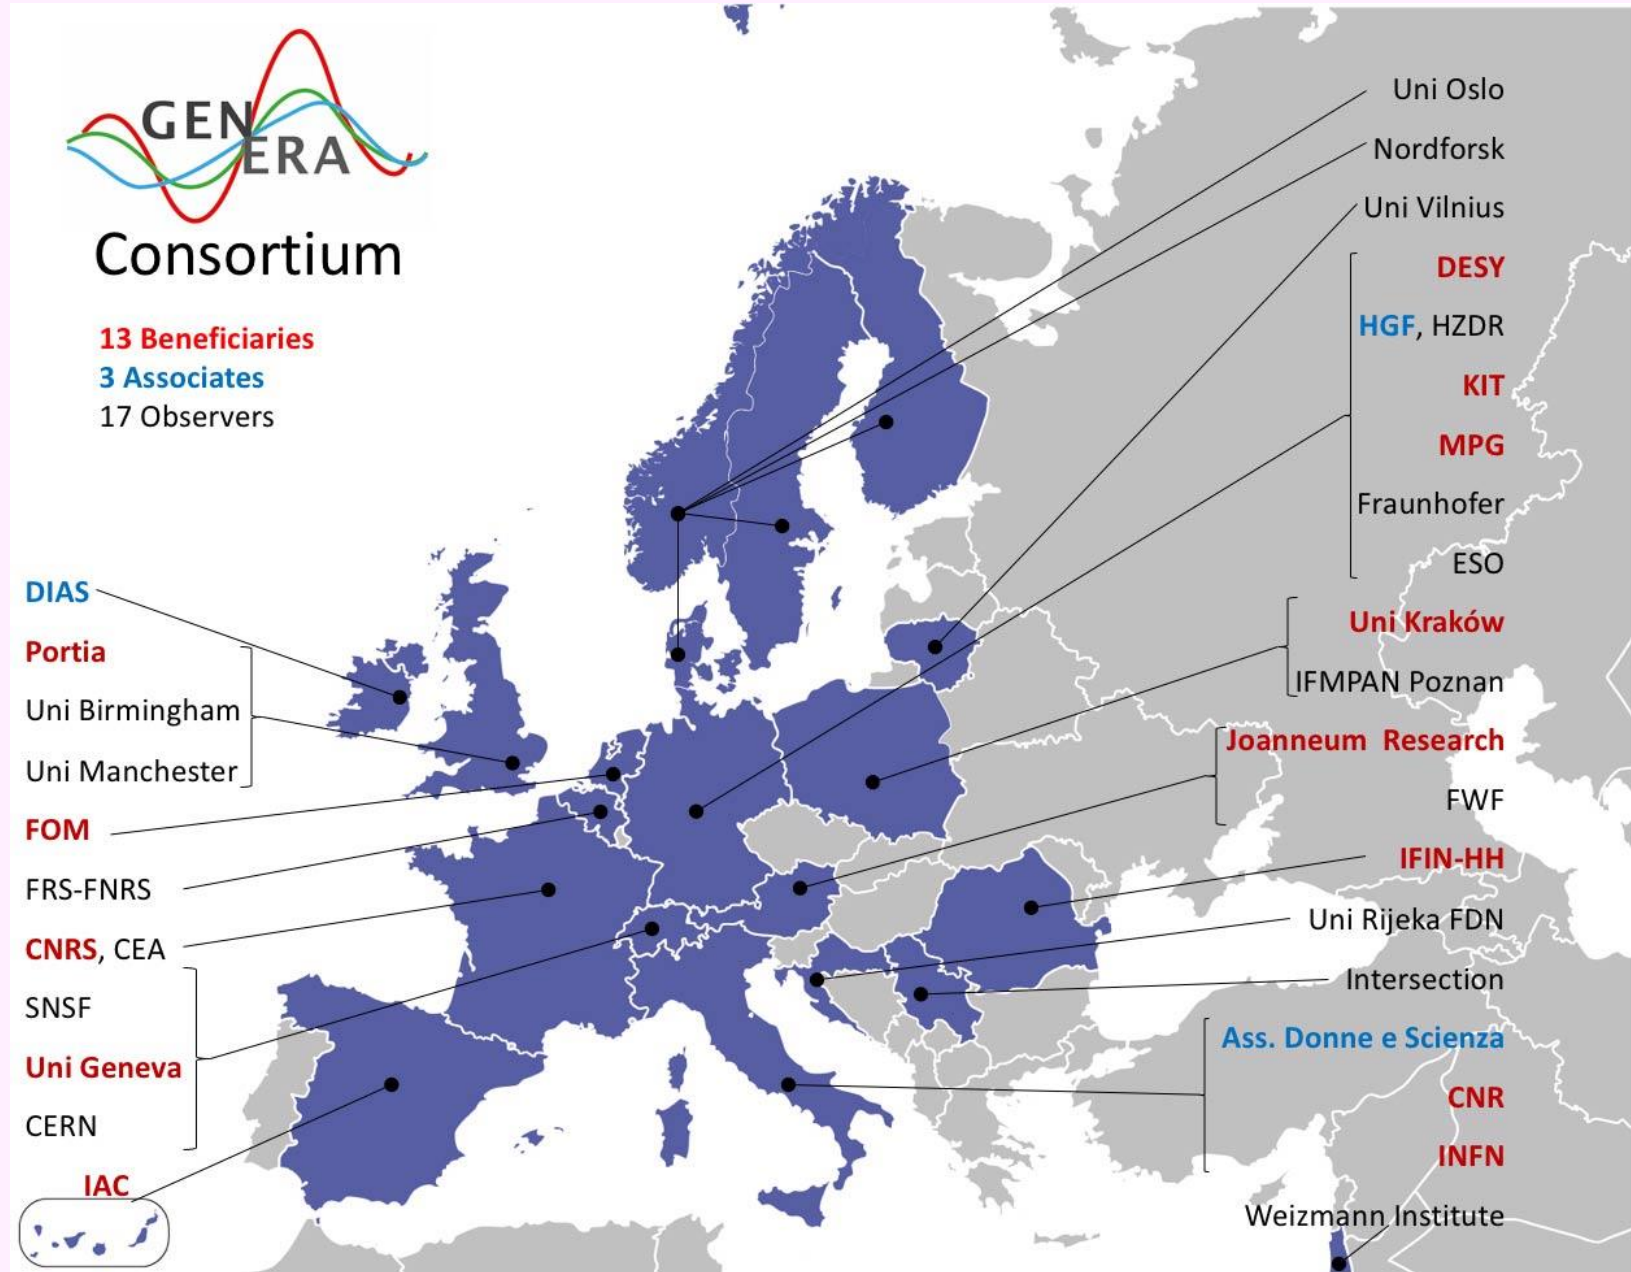 GEN
ERA
Consortium
13 Beneficiaries
3 Associates
17 Observers
DIAS
Portia
Uni Birmingham
Uni Manchester
FOM
FRS-FNRS
CNRS, CEA
SNSF
Uni Geneva
CERN
IAC
Uni Oslo
Nordforsk
Uni Vilnius
DESY
HGF, HZDR
KIT
MPG
Fraunhofer
ESO
Uni Kraków
IFMPAN Poznan
Joanneum Research
FWF
IFIN-HH
Uni Rijeka FDN
Intersection
Ass. Donne e Scienza
CNR
INFN
Weizmann Institute